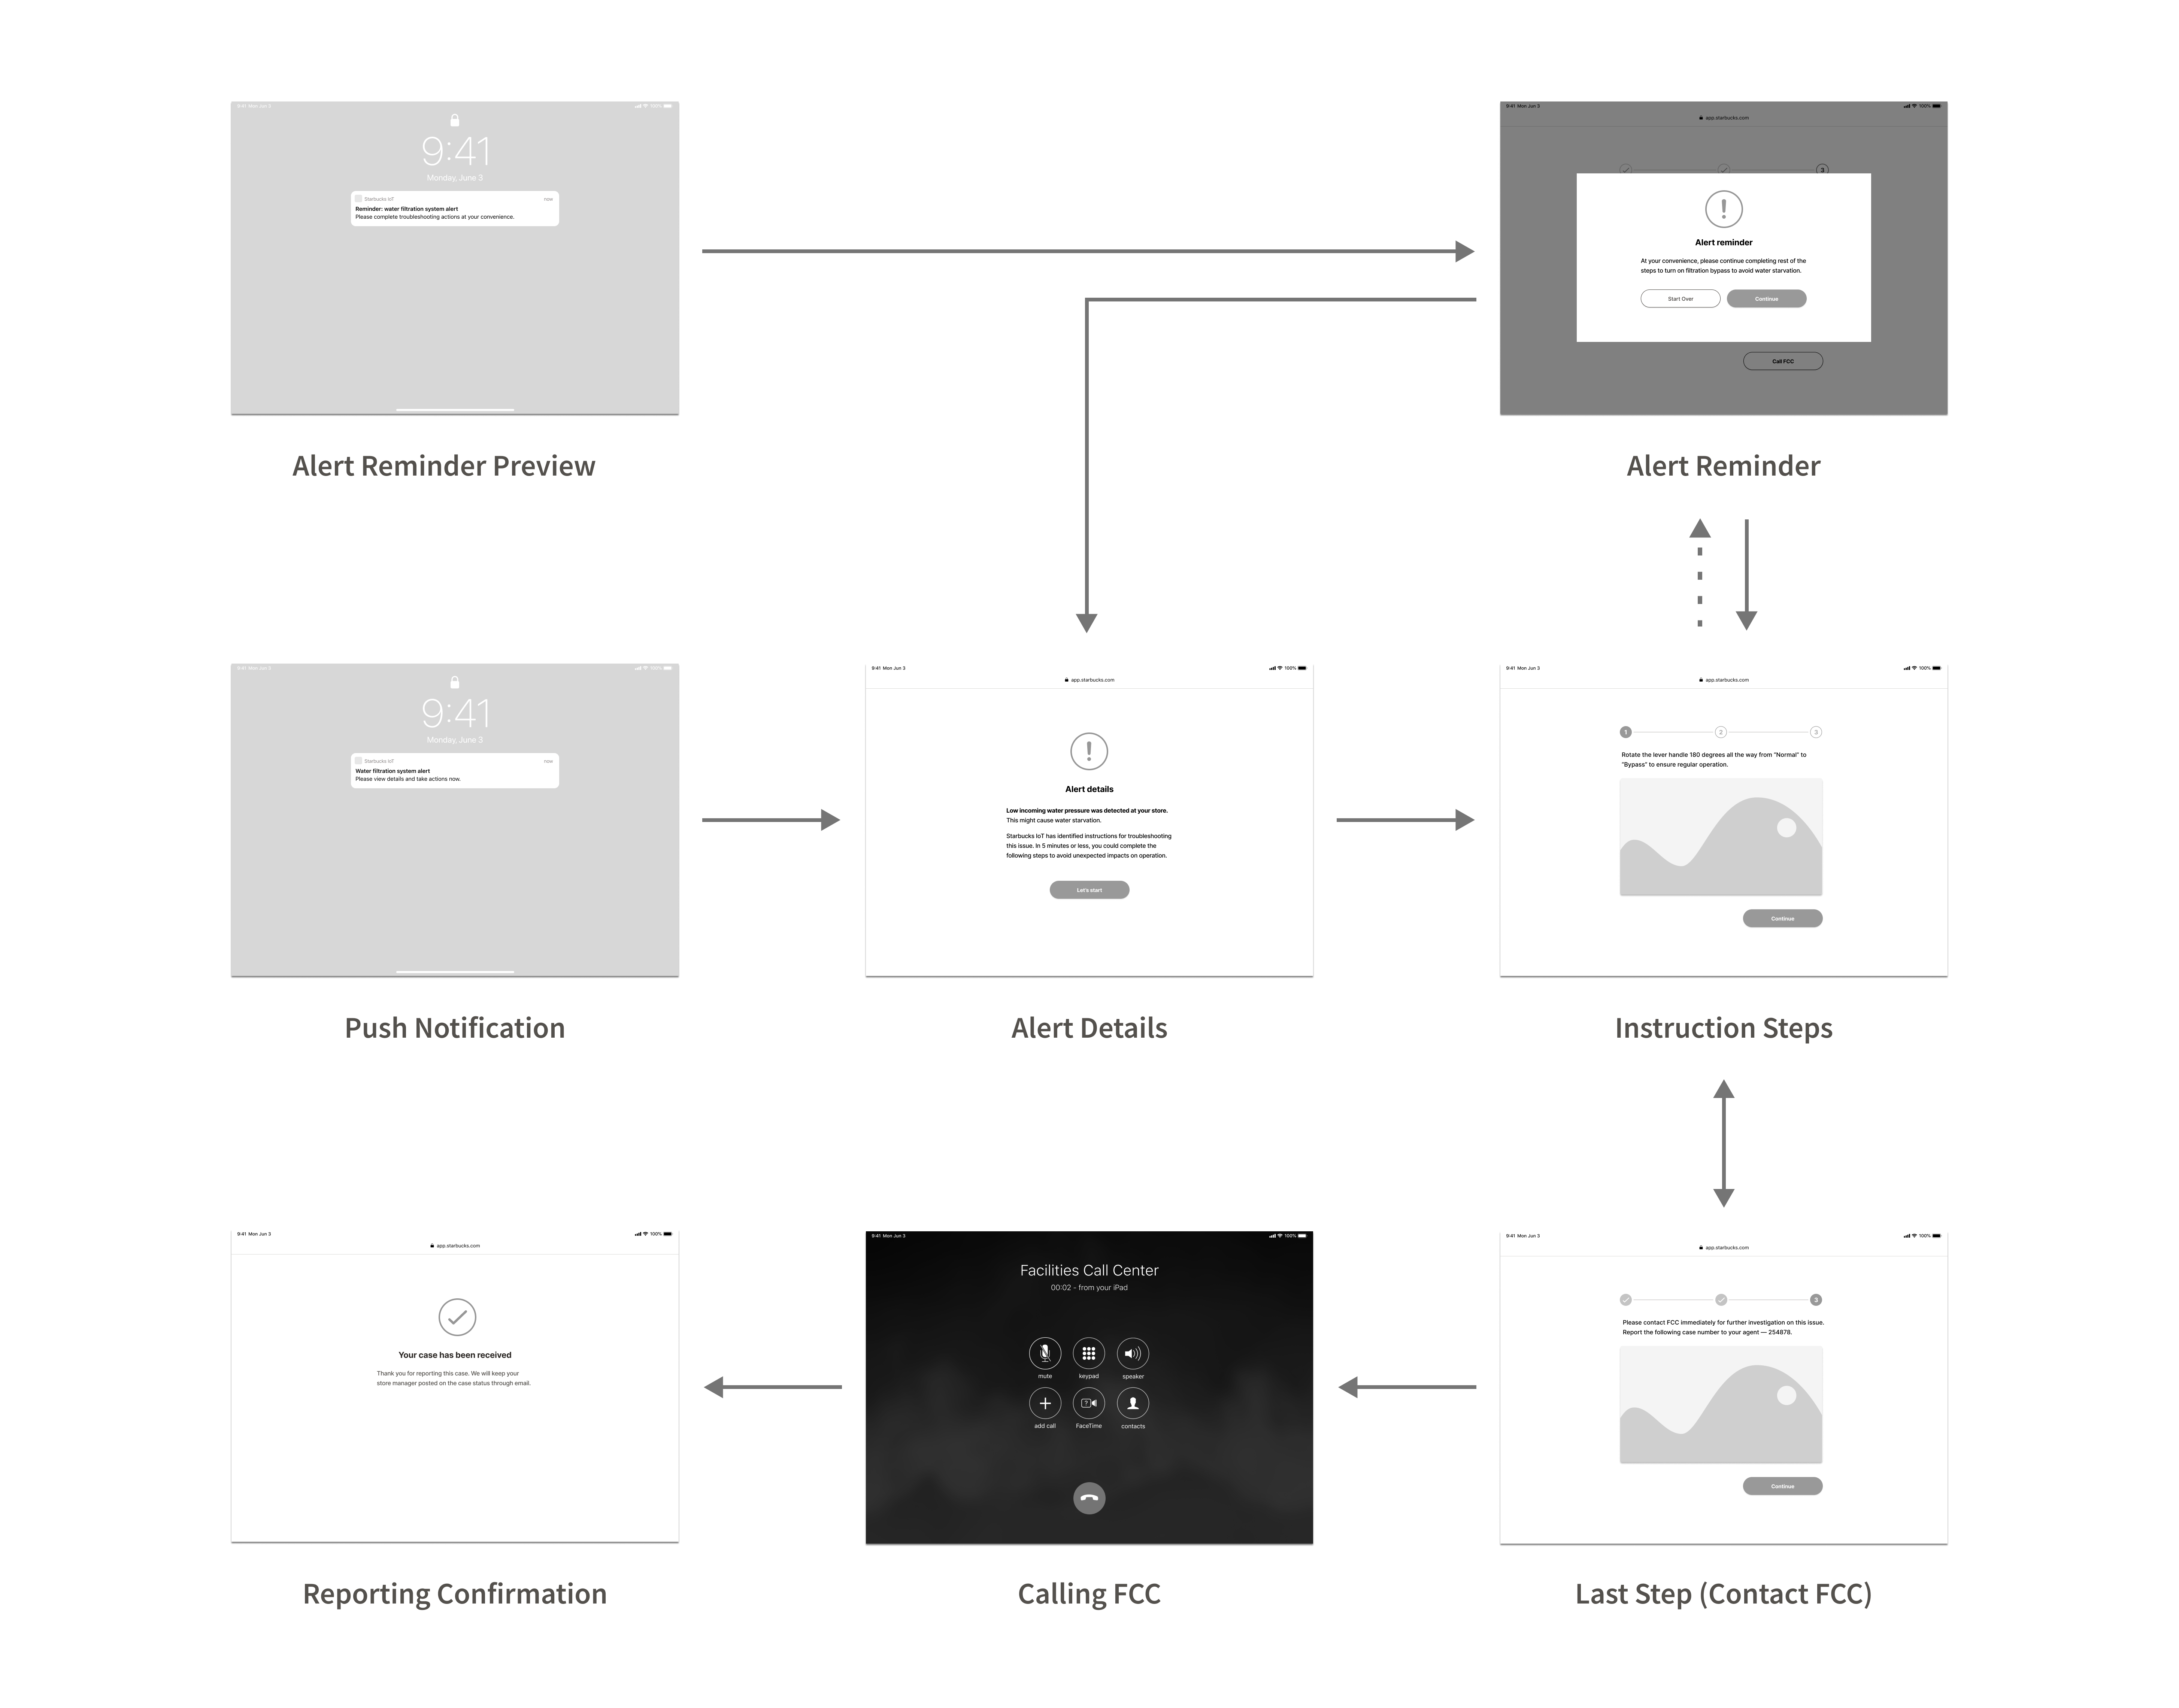 9:41 Mon Jun 3
100%
9:41
Monday, June 3
Starbucks IoT
now
Reminder: water filtration system alert
Please complete troubleshooting actions at your convenience.
Alert Reminder Preview
9:41 Mon Jun 3
100%
app.starbucks.com
3
Alert reminder
At your convenience, please continue completing rest of the
steps to turn on filtration bypass to avoid water starvation.
Start Over
Continue
Call FCC
Alert Reminder
9:41 Mon Jun 3
100%
9:41
Monday, June 3
Starbucks IoT
now
Water filtration system alert
Please view details and take actions now.
Push Notification
9:41 Mon Jun 3
100%
app.starbucks.com
Alert details
Low incoming water pressure was detected at your store.
This might cause water starvation.
Starbucks IoT has identified instructions for troubleshooting
this issue. In 5 minutes or less, you could complete the
following steps to avoid unexpected impacts on operation.
Let's start
Alert Details
9:41 Mon Jun 3
100%
app.starbucks.com
1
2
3
Rotate the lever handle 180 degrees all the way from "Normal" to
"Bypass" to ensure regular operation.
Continue
Instruction Steps
9:41 Mon Jun 3
100%
app.starbucks.com
Your case has been received
Thank you for reporting this case. We will keep your
store manager posted on the case status through email.
Reporting Confirmation
9:41 Mon Jun 3
100%
Facilities Call Center
00:02 - from your iPad
mute
keypad
speaker
add call
FaceTime
contacts
Calling FCC
9:41 Mon Jun 3
100%
app.starbucks.com
3
Please contact FCC immediately for further investigation on this issue.
Report the following case number to your agent — 254878.
Continue
Last Step (Contact FCC)